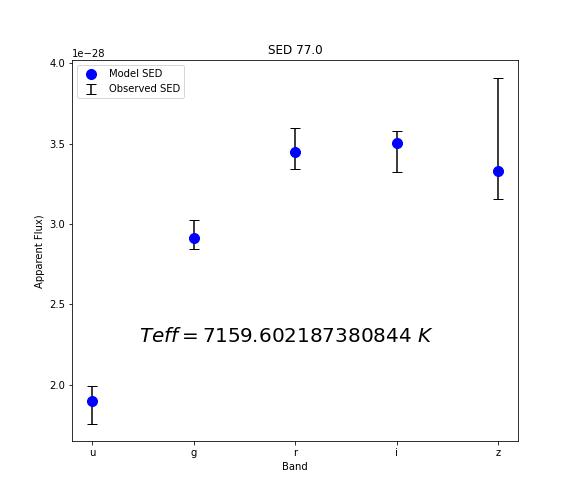 SED 77.0
1e−28
4.0
3.5
3.0
2.5
2.0
Apparent Flux)
Model SED
Observed SED
Teff = 7159.602187380844 K
u g r i z
Band